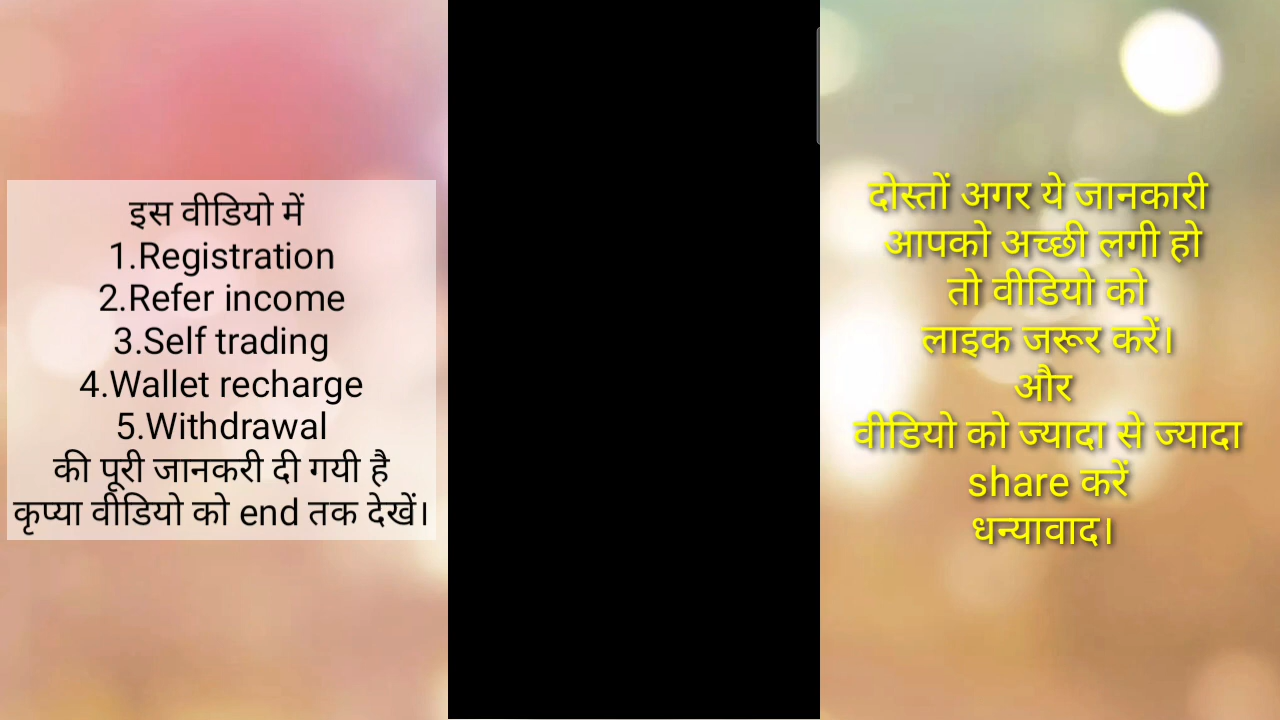 इस वीडियो में
1.Registration
2.Refer income
3.Self trading
4.Wallet recharge
5.Withdrawal
की पूरी जानकरी दी गयी है
कृप्या वीडियो को end तक देखें।
दोस्तों अगर ये जानकारी
आपको अच्छी लगी हो
तो वीडियो को
लाइक जरूर करें।
और
वीडियो को ज्यादा से ज्यादा
share करें
धन्यावाद।